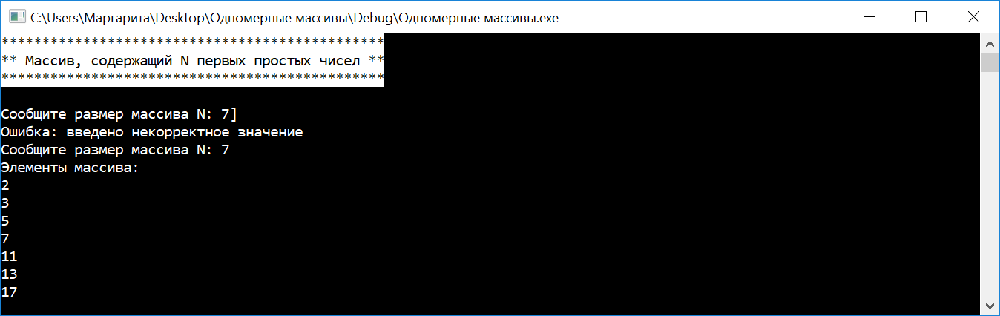 C:\Users\Маргарита\Desktop\Одномерные массивы\Debug\Одномерные массивы.exe
***********************************************
** Массив, содержащий N первых простых чисел **
***********************************************
Сообщите размер массива N: 7]
Ошибка: введено некорректное значение
Сообщите размер массива N: 7
Элементы массива:
2
3
5
7
11
13
17